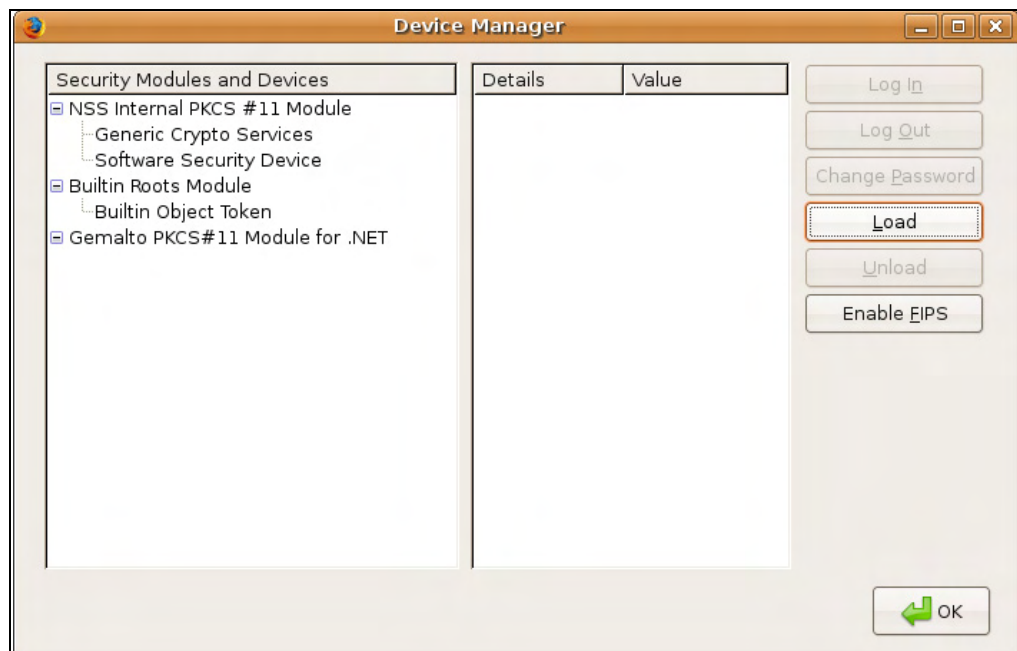 Device Manager
Security Modules and Devices
NSS Internal PKCS #11 Module
Generic Crypto Services
Software Security Device
Builtin Roots Module
Builtin Object Token
Gemalto PKCS#11 Module for .NET
Details
Value
Log In
Log Out
Change Password
Load
Unload
Enable FIPS
OK